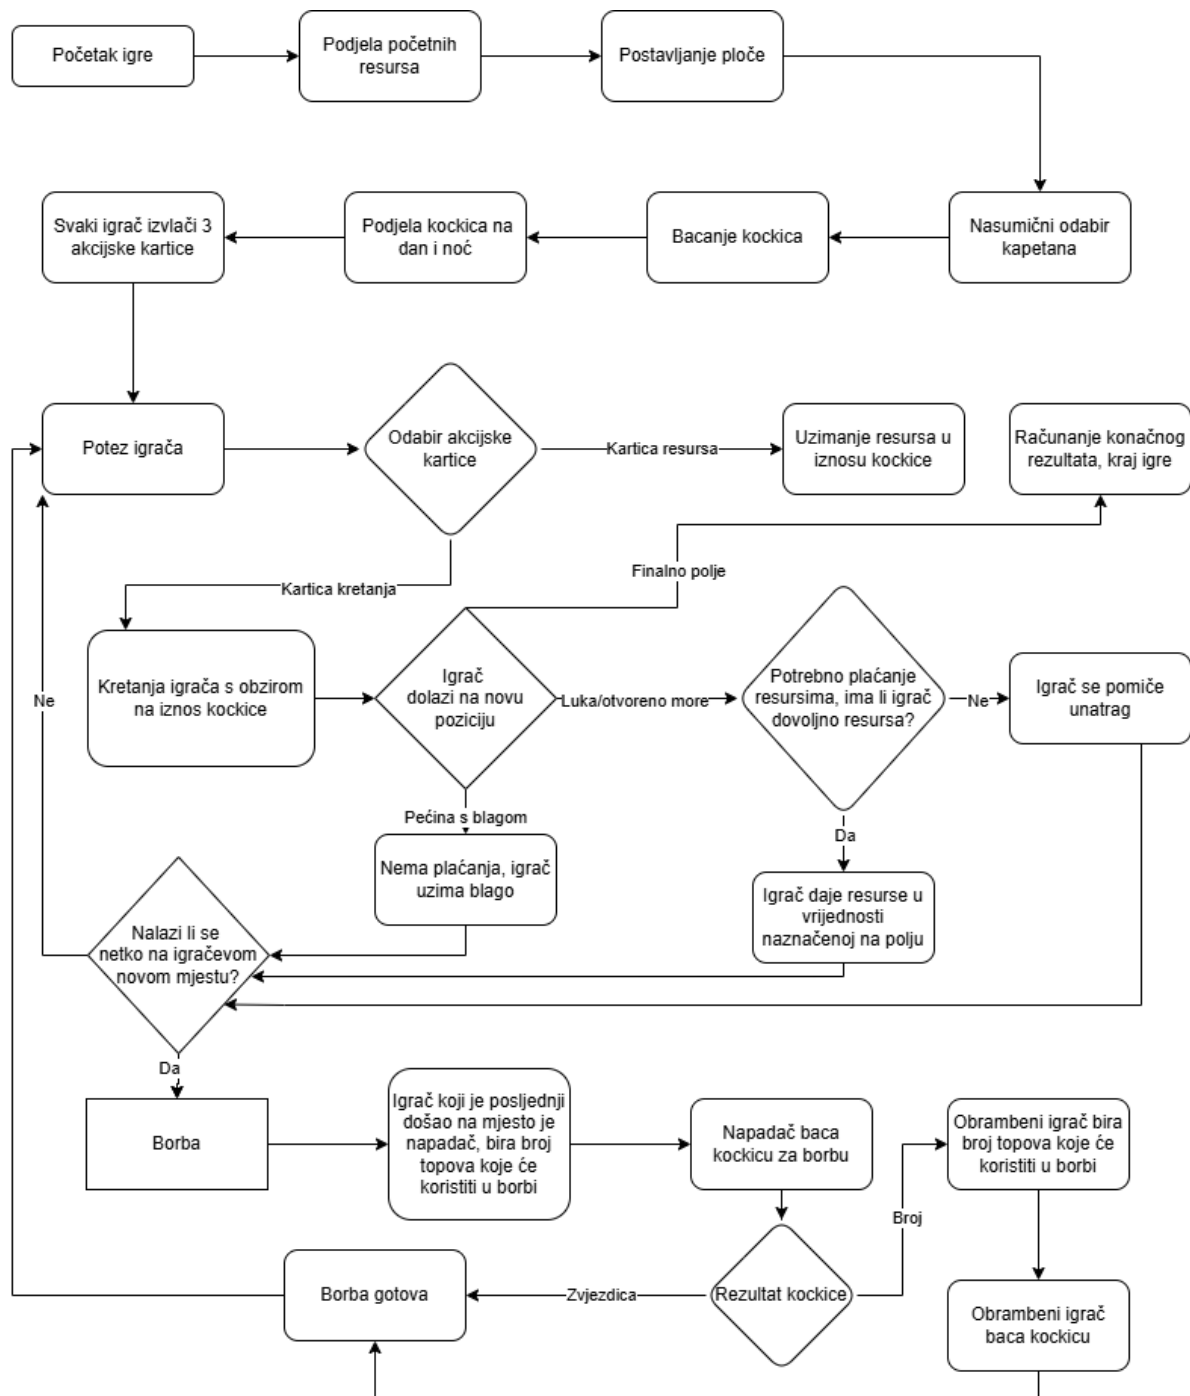 Početak igre
Podjela početnih
resursa
Postavljanje ploče
Svaki igrač izvlači 3
akcijske kartice
Podjela kockica na
dan i noć
Bacanje kockica
Nasumični odabir
kapetana
Potez igrača
Odabir akcijske
kartice
Kartica resursa
Uzimanje resursa u
iznosu kockice
Računanje konačnog
rezultata, kraj igre
Kartica kretanja
Finalno polje
Ne
Kretanja igrača s obzirom
na iznos kockice
Igrač
dolazi na novu
poziciju
Luka/otvoreno more
Potrebno plaćanje
resursima, ima li igrač
dovoljno resursa?
Ne
Igrač se pomiče
unatrag
Pećina s blagom
Da
Nema plaćanja, igrač
uzima blago
Igrač daje resurse u
vrijednosti
naznačenoj na polju
Nalazi li se
netko na igračevom
novom mjestu?
Da
Borba
Igrač koji je posljednji
došao na mjesto je
napadač, bira broj
topova koje će
koristiti u borbi
Napadač baca
kockicu za borbu
Obrambeni igrač bira
broj topova koje će
koristiti u borbi
Broj
Borba gotova
Zvjezdica
Rezultat kockice
Obrambeni igrač
baca kockicu